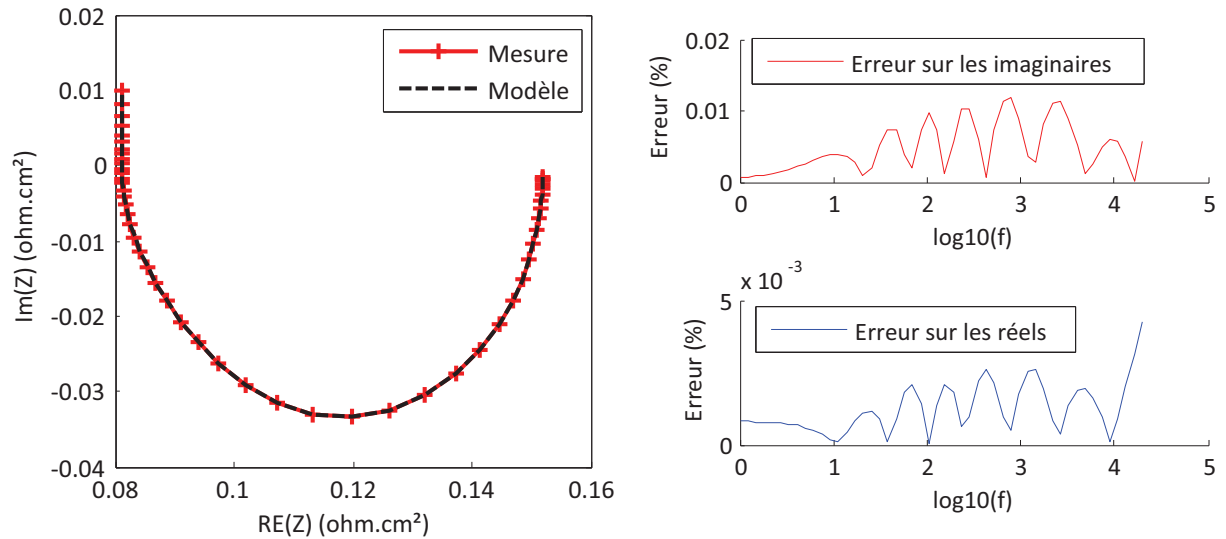 0.02
0.01
0
-0.01
-0.02
-0.03
-0.04
Im(Z) (ohm.cm²)
Mesure
Modèle
0.08
0.1
0.12
0.14
0.16
RE(Z) (ohm.cm²)
0.02
0.01
0
Erreur (%)
Erreur sur les imaginaires
0
1
2
3
4
5
log10(f)
x 10⁻³
5
0
Erreur (%)
Erreur sur les réels
0
1
2
3
4
5
log10(f)